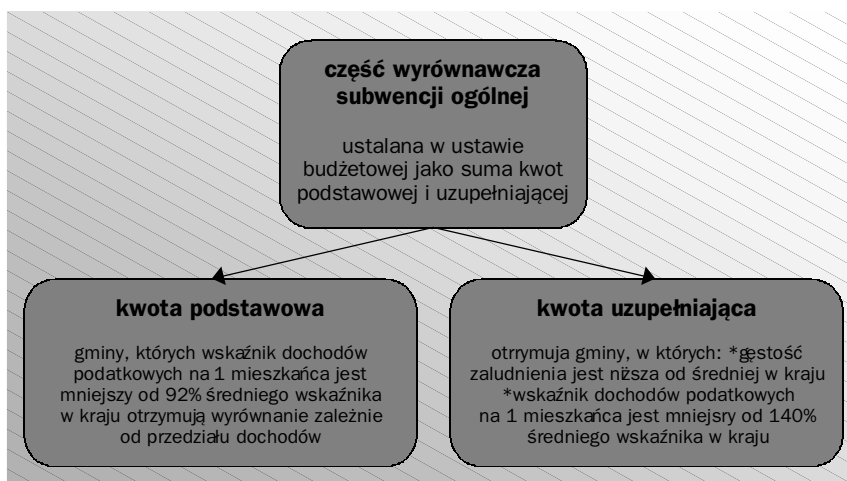 część wyrównawcza
subwencji ogólnej
ustalana w ustawie
budżetowej jako suma kwot
podstawowej i uzupełniającej
kwota podstawowa
gminy, których wskaźnik dochodów
podatkowych na 1 mieszkańca jest
mniejszy od 92% średniego wskaźnika
w kraju otrzymują wyrównanie zależnie
od przedziału dochodów
kwota uzupełniająca
otrrymuja gminy, w których: *gęstość
zaludnienia jest niższa od średniej w kraju
*wskaźnik dochodów podatkowych
na 1 mieszkańca jest mniejsry od 140%
średniego wskaźnika w kraju